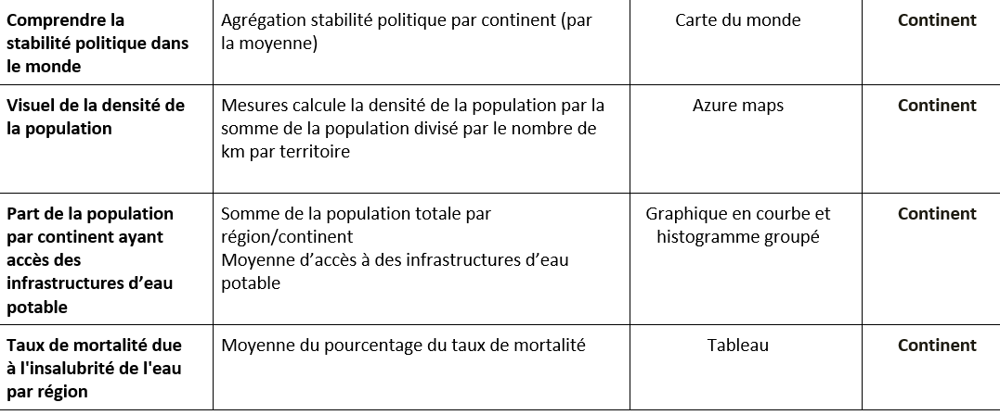 Comprendre la
stabilité politique dans
le monde
Agrégation stabilité politique par continent (par
la moyenne)
Carte du monde
Continent
Visuel de la densité de
la population
Mesures calcule la densité de la population par la
somme de la population divisé par le nombre de
km par territoire
Azure maps
Continent
Part de la population
par continent ayant
accès des
infrastructures d’eau
potable
Somme de la population totale par
région/continent
Moyenne d’accès à des infrastructures d’eau
potable
Graphique en courbe et
histogramme groupé
Continent
Taux de mortalité due
à l'insalubrité de l'eau
par région
Moyenne du pourcentage du taux de mortalité
Tableau
Continent